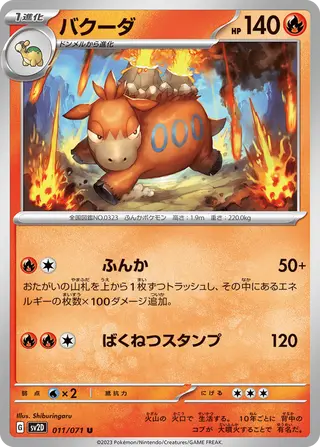 1進化
バクーダ
ドンメルから進化
HP 140
全国図鑑NO.0323 ふんかポケモン 高さ：1.9m 重さ：220.0kg
ふんか 50+
おたがいの山札を上から1枚ずつトラッシュし、その中にあるエネ
ルギーの枚数×100ダメージ追加。
ばくねつスタンプ 120
弱点 ×2 抵抗力 にげる
Illus. Shiburingaru
G sv2D 011/071 U
火山の 火口に 生息する。10年ごとに 背中の
コブが 大噴火することで 有名だ。
©2023 Pokémon/Nintendo/Creatures/GAME FREAK.